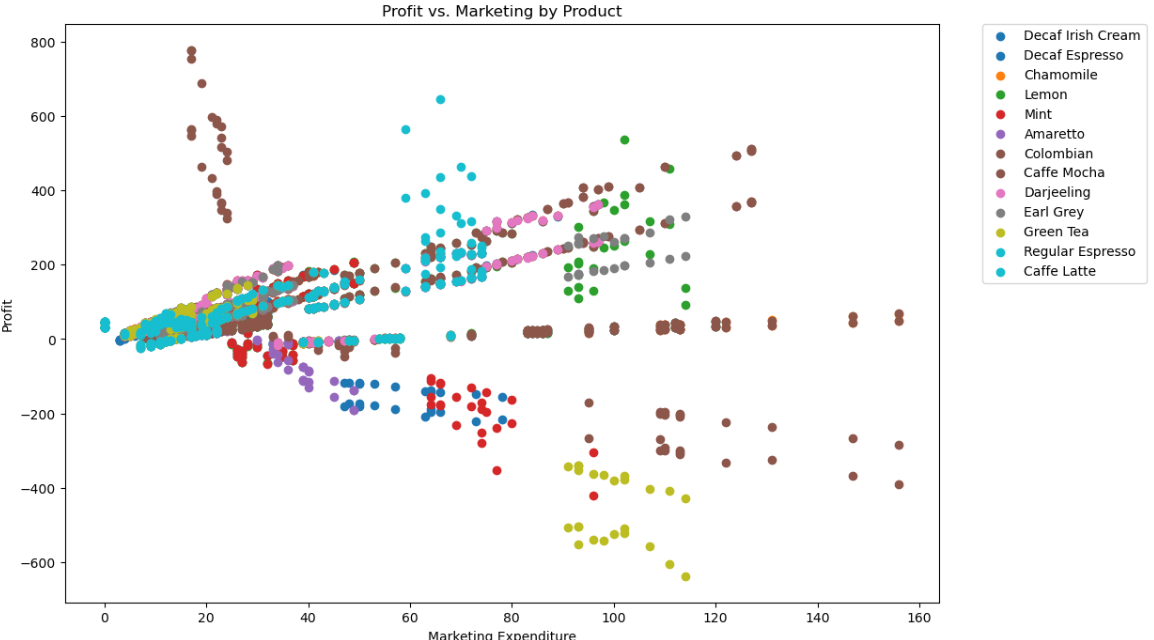 Profit vs. Marketing by Product
800
600
400
200
0
−200
−400
−600
Profit
0 20 40 60 80 100 120 140 160
Marketing Expenditure
Decaf Irish Cream
Decaf Espresso
Chamomile
Lemon
Mint
Amaretto
Colombian
Caffe Mocha
Darjeeling
Earl Grey
Green Tea
Regular Espresso
Caffe Latte